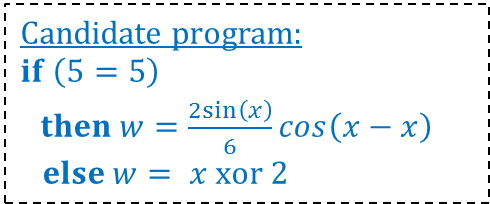 Candidate program:
if (5 = 5)
then w = 2sin(x)/6 cos(x − x)
else w = x xor 2